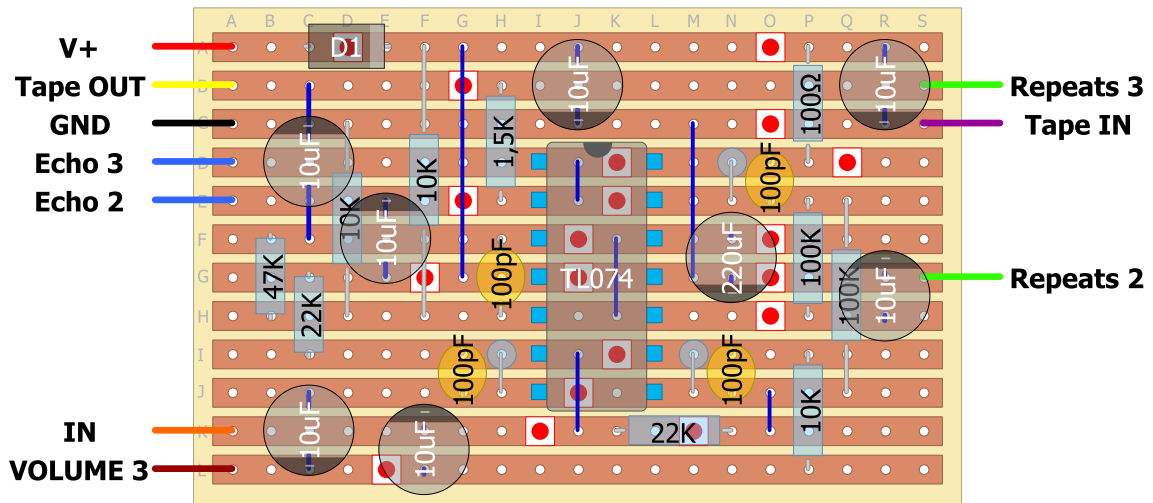 A B C D E F G H I J K L M N O P Q R S
V+
A
D1
10uF
10uF
Tape OUT
B
1,5K
100Ω
Repeats 3
GND
C
Tape IN
Echo 3
D
10uF
10K
100pF
Echo 2
E
10K
10uF
F
47K
220uF
100K
G
100pF
TL074
Repeats 2
22K
100K
10uF
H
I
100pF
100pF
J
10K
IN
K
10uF
10uF
22K
VOLUME 3
L